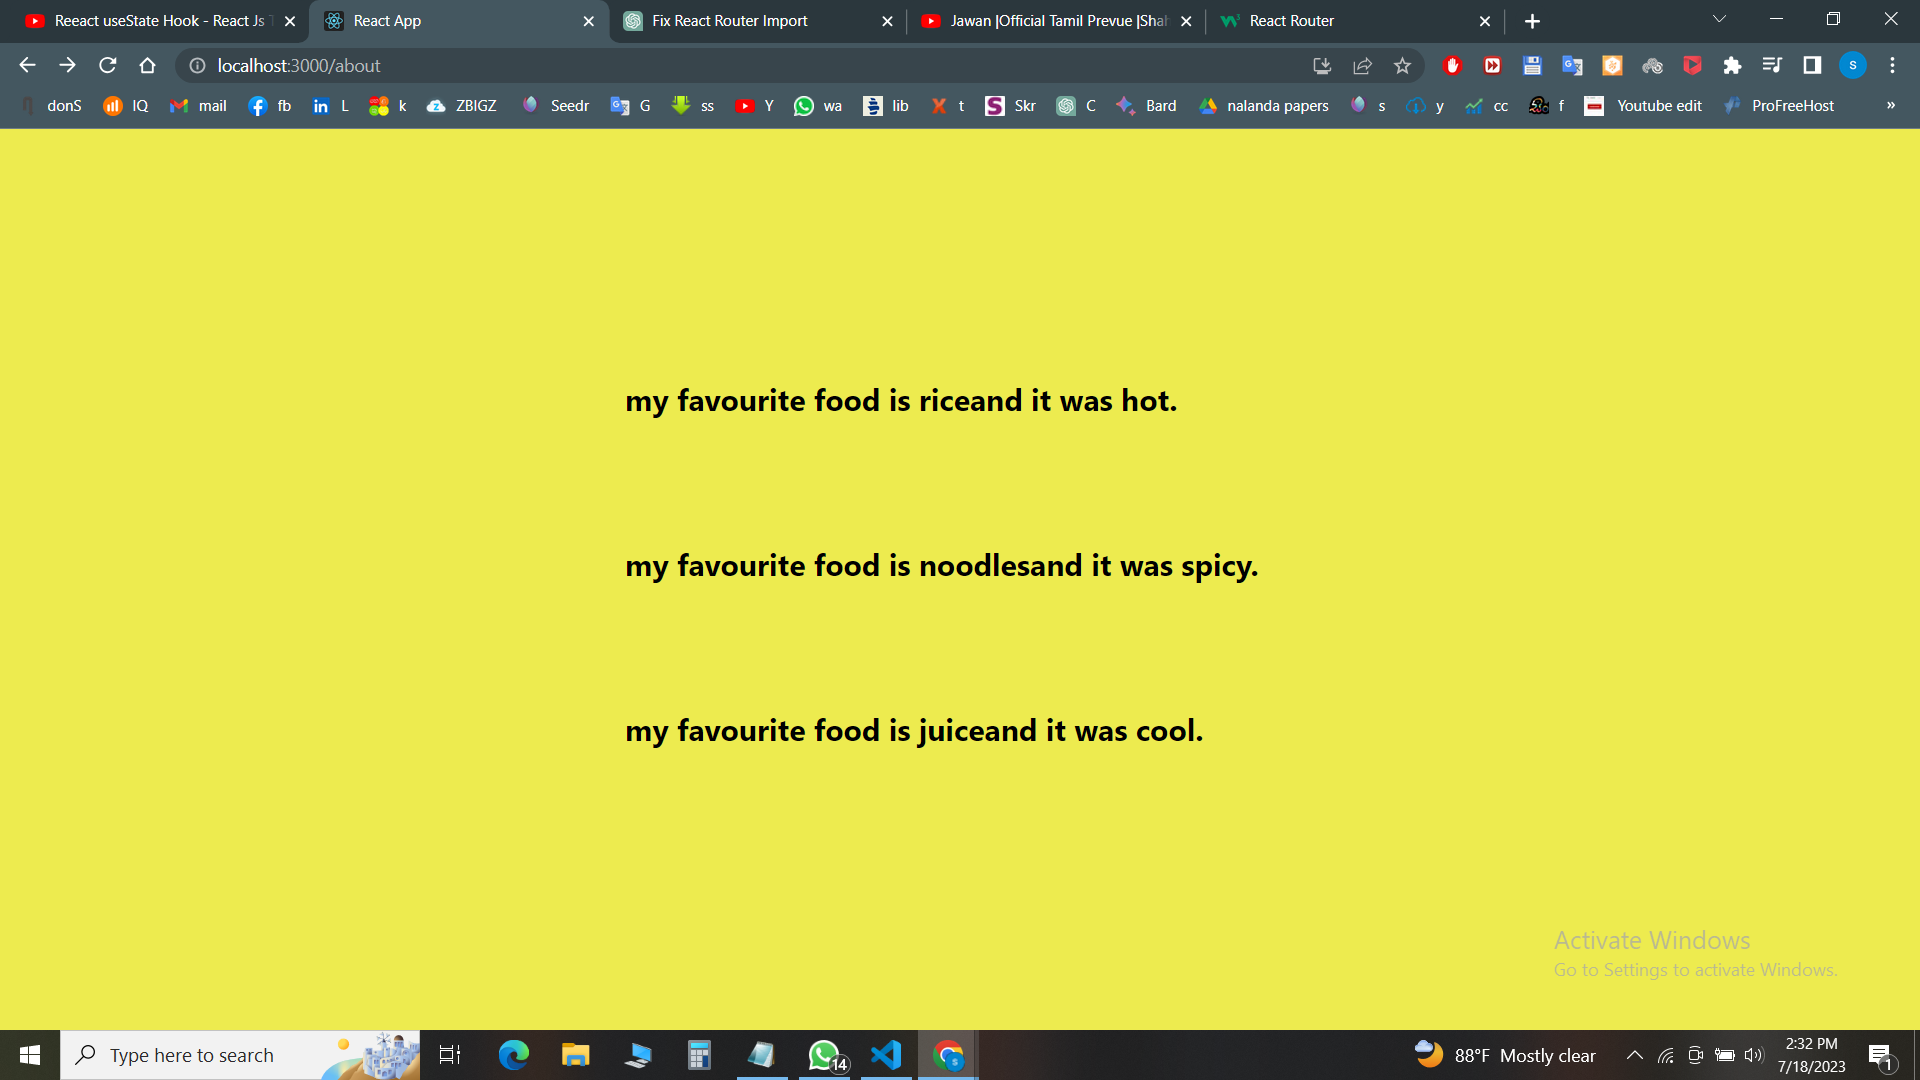 Reeact useState Hook - React Js T
React App
Fix React Router Import
Jawan |Official Tamil Prevue |Shah
React Router
localhost:3000/about
donS IQ mail fb L k ZBIGZ Seedr G ss Y wa lib t Skr C Bard nalanda papers s y cc f Youtube edit ProFreeHost »
my favourite food is riceand it was hot.
my favourite food is noodlesand it was spicy.
my favourite food is juiceand it was cool.
Activate Windows
Go to Settings to activate Windows.
Type here to search
14
88°F Mostly clear
2:32 PM
7/18/2023
1